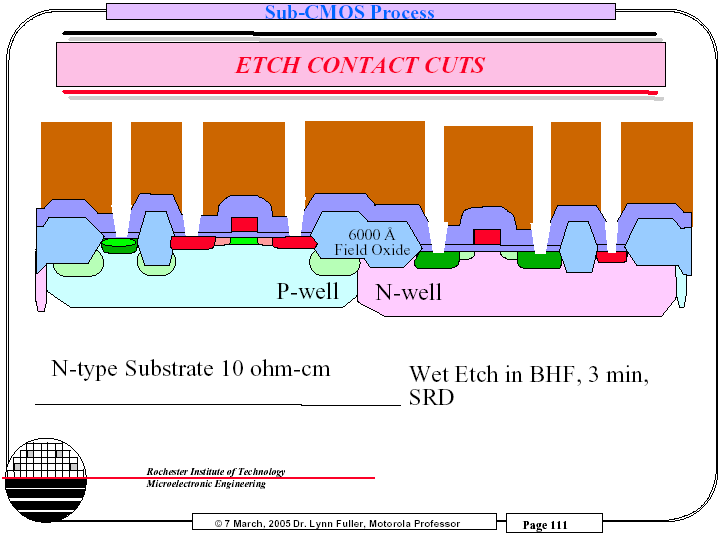 Sub-CMOS Process
ETCH CONTACT CUTS
6000 Å
Field Oxide
P-well
N-well
N-type Substrate 10 ohm-cm
Wet Etch in BHF, 3 min,
SRD
Rochester Institute of Technology
Microelectronic Engineering
© 7 March, 2005 Dr. Lynn Fuller, Motorola Professor
Page 111